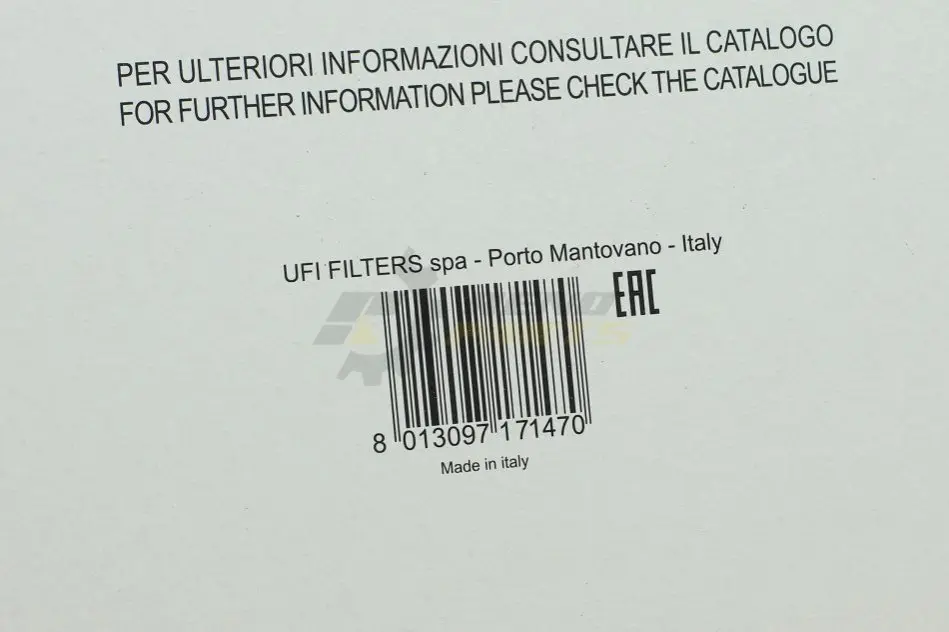 PER ULTERIORI INFORMAZIONI CONSULTARE IL CATALOGO
FOR FURTHER INFORMATION PLEASE CHECK THE CATALOGUE
UFI FILTERS spa - Porto Mantovano - Italy
EAC
8 013097 171470
Made in italy